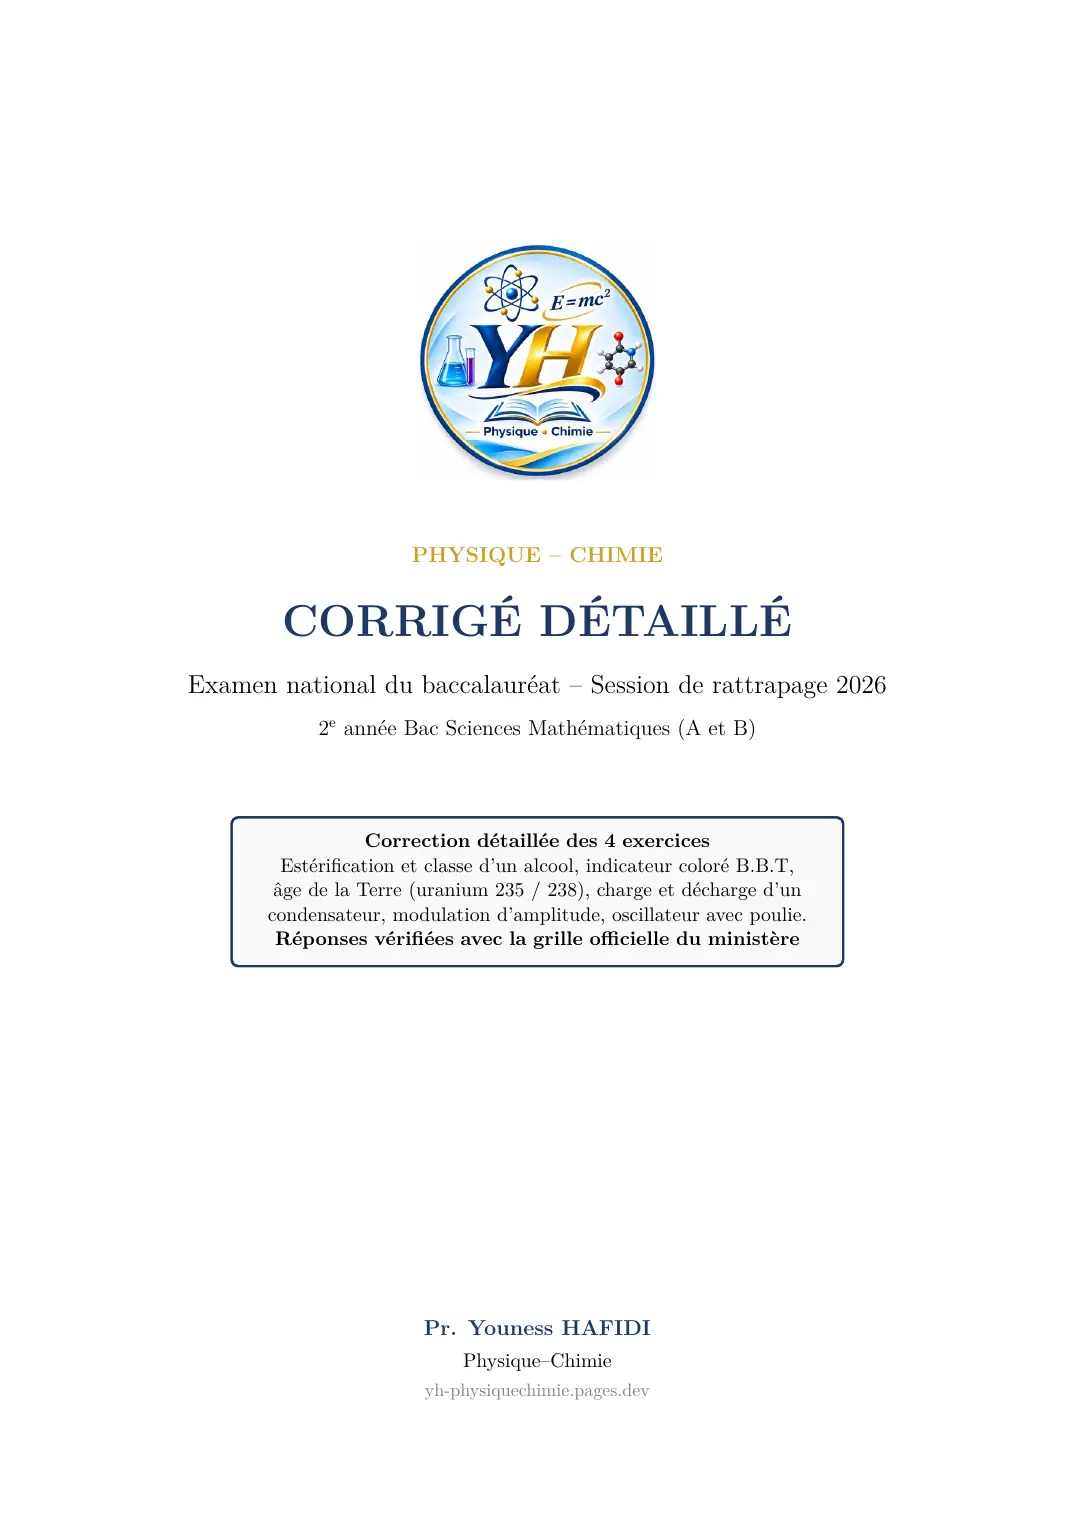 E=mc²
YH
Physique • Chimie
PHYSIQUE – CHIMIE
CORRIGÉ DÉTAILLÉ
Examen national du baccalauréat – Session de rattrapage 2026
2e année Bac Sciences Mathématiques (A et B)
Correction détaillée des 4 exercices
Estérification et classe d'un alcool, indicateur coloré B.B.T,
âge de la Terre (uranium 235 / 238), charge et décharge d'un
condensateur, modulation d'amplitude, oscillateur avec poulie.
Réponses vérifiées avec la grille officielle du ministère
Pr. Youness HAFIDI
Physique–Chimie
yh-physiquechimie.pages.dev